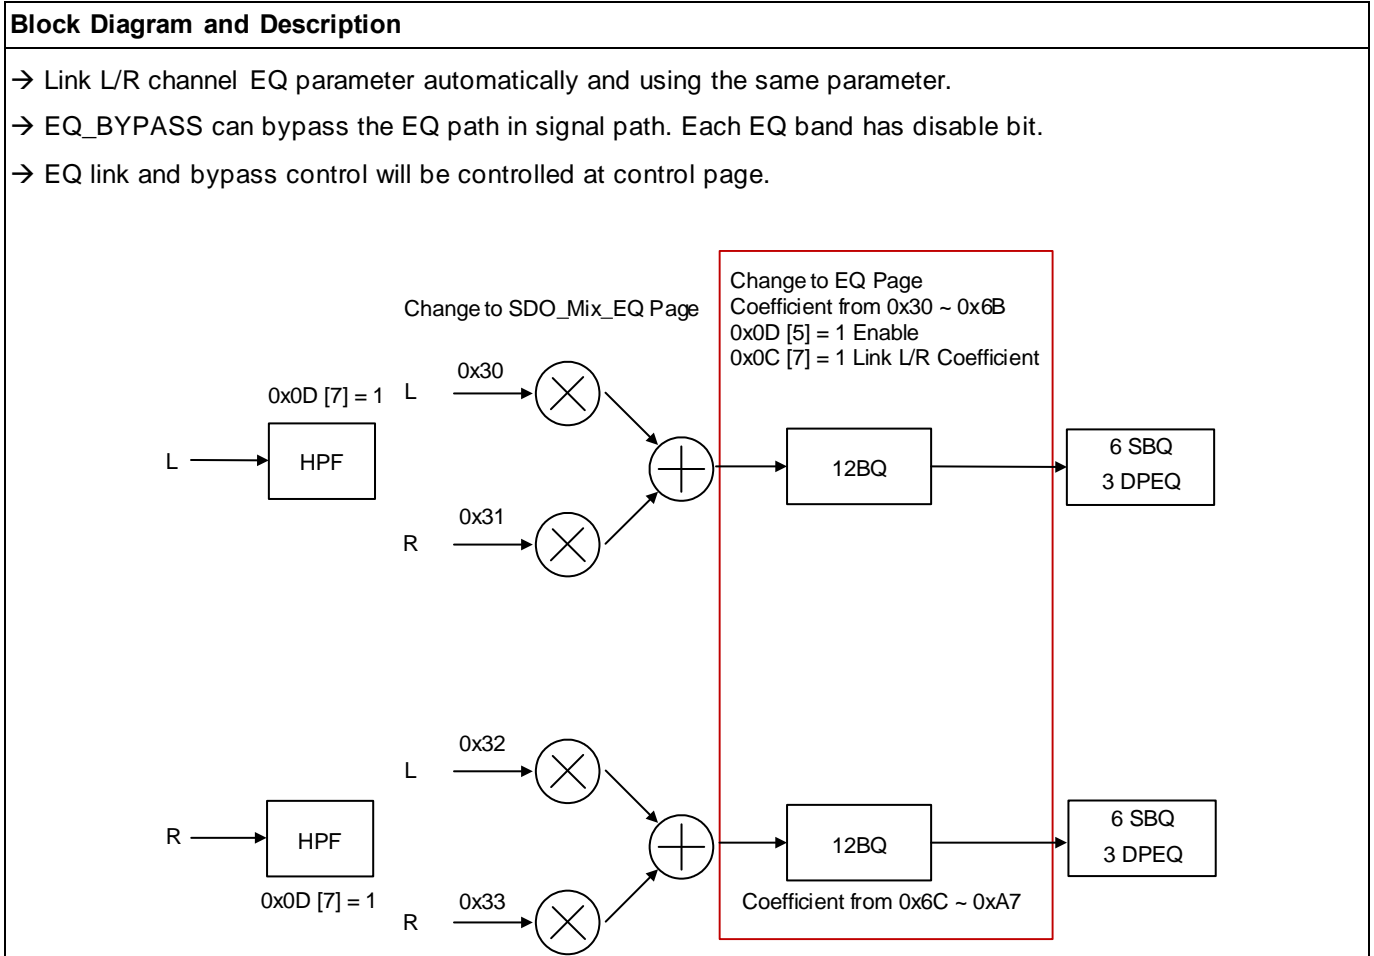 Block Diagram and Description
→ Link L/R channel EQ parameter automatically and using the same parameter.
→ EQ_BYPASS can bypass the EQ path in signal path. Each EQ band has disable bit.
→ EQ link and bypass control will be controlled at control page.
Change to SDO_Mix_EQ Page
Change to EQ Page
Coefficient from 0x30 ~ 0x6B
0x0D [5] = 1 Enable
0x0C [7] = 1 Link L/R Coefficient
0x0D [7] = 1
L
0x30
L
HPF
12BQ
6 SBQ
3 DPEQ
R
0x31
L
0x32
R
HPF
0x0D [7] = 1
12BQ
6 SBQ
3 DPEQ
R
0x33
Coefficient from 0x6C ~ 0xA7